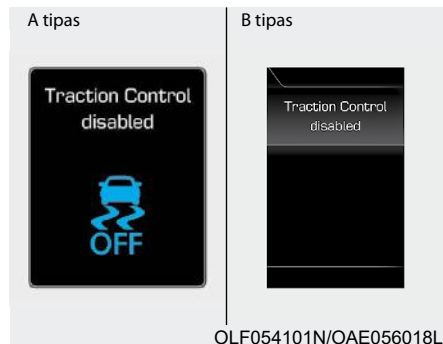 A tipas
B tipas
Traction Control
disabled
OFF
Traction Control
disabled
OLF054101N/OAE056018L